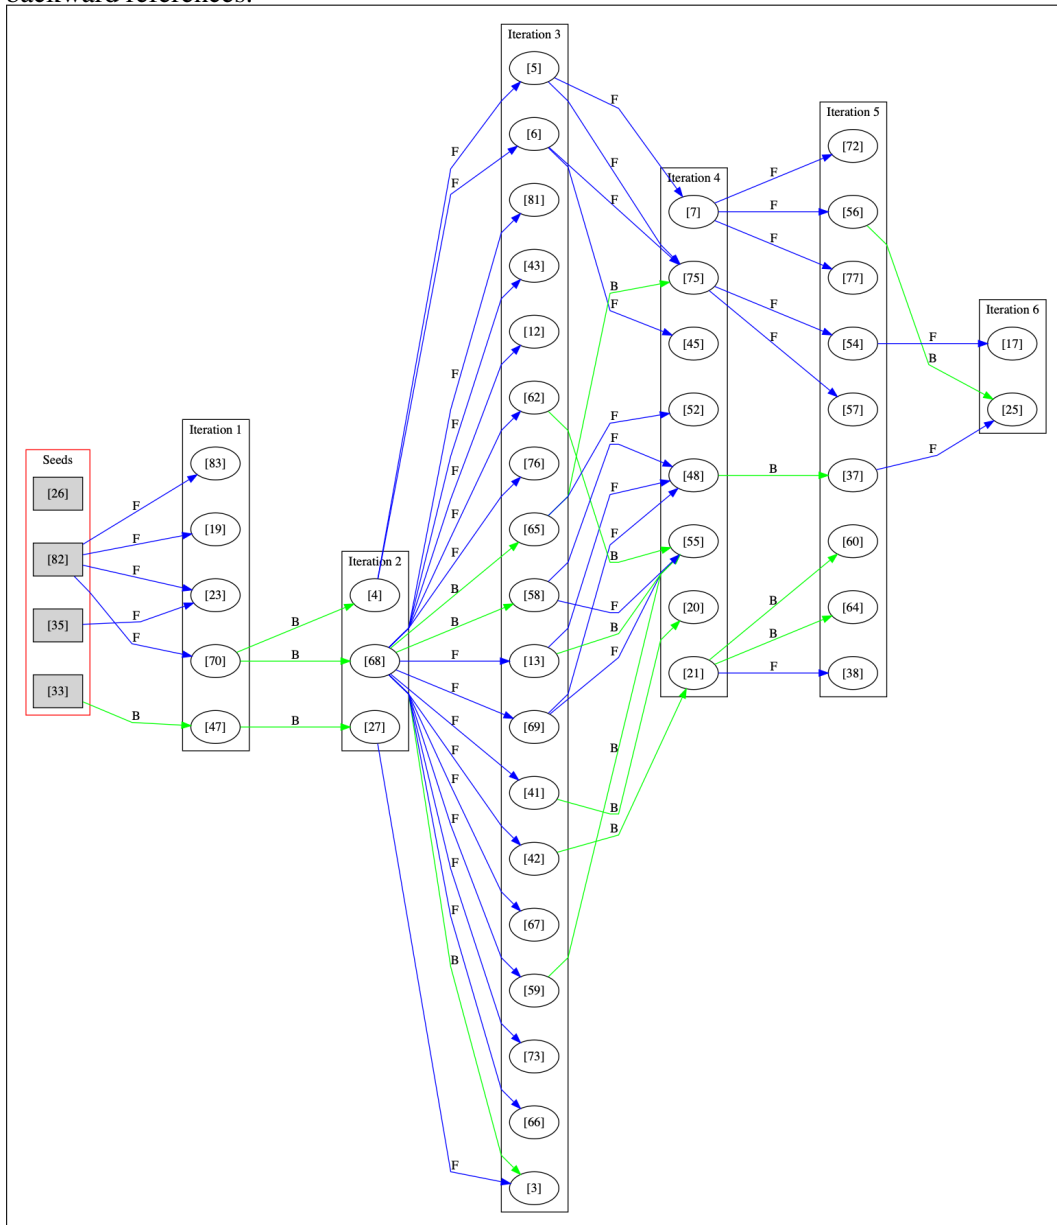 backward references.
Seeds
[26]
[82]
[35]
[33]
F
F
F
F
F
B
Iteration 1
[83]
[19]
[23]
[70]
[47]
B
B
B
Iteration 2
[4]
[68]
[27]
F
F
F
F
F
F
F
B
B
F
F
F
F
F
F
F
B
F
Iteration 3
[5]
[6]
[81]
[43]
[12]
[62]
[76]
[65]
[58]
[13]
[69]
[41]
[42]
[67]
[59]
[73]
[66]
[3]
F
F
F
B
F
F
F
F
F
B
F
B
B
B
B
Iteration 4
[7]
[75]
[45]
[52]
[48]
[55]
[20]
[21]
F
F
F
F
F
B
B
B
F
Iteration 5
[72]
[56]
[77]
[54]
[57]
[37]
[60]
[64]
[38]
F
B
F
Iteration 6
[17]
[25]